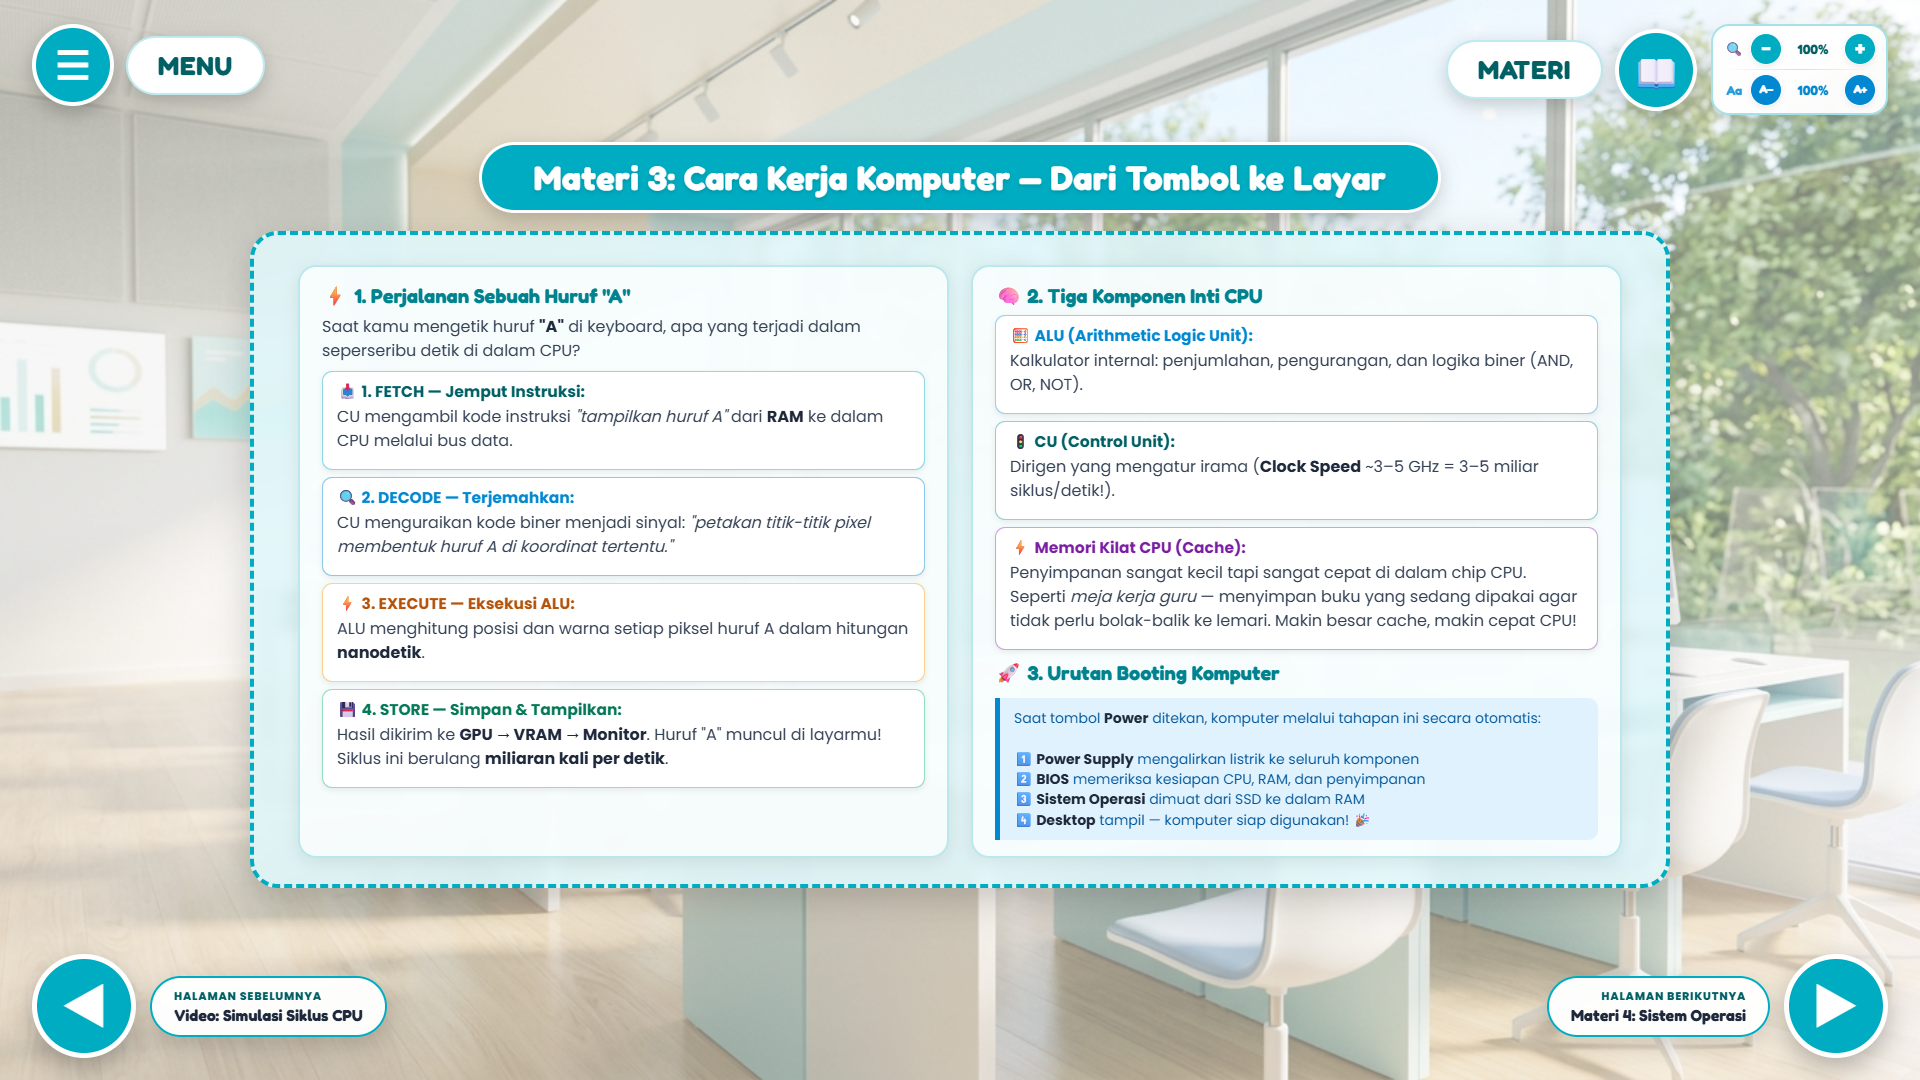 MENU
MATERI
100%
Aa
A-
100%
A+
Materi 3: Cara Kerja Komputer — Dari Tombol ke Layar
1. Perjalanan Sebuah Huruf "A"
Saat kamu mengetik huruf "A" di keyboard, apa yang terjadi dalam
seperseribu detik di dalam CPU?
1. FETCH — Jemput Instruksi:
CU mengambil kode instruksi "tampilkan huruf A" dari RAM ke dalam
CPU melalui bus data.
2. DECODE — Terjemahkan:
CU menguraikan kode biner menjadi sinyal: "petakan titik-titik pixel
membentuk huruf A di koordinat tertentu."
3. EXECUTE — Eksekusi ALU:
ALU menghitung posisi dan warna setiap piksel huruf A dalam hitungan
nanodetik.
4. STORE — Simpan & Tampilkan:
Hasil dikirim ke GPU → VRAM → Monitor. Huruf "A" muncul di layarmu!
Siklus ini berulang miliaran kali per detik.
2. Tiga Komponen Inti CPU
ALU (Arithmetic Logic Unit):
Kalkulator internal: penjumlahan, pengurangan, dan logika biner (AND,
OR, NOT).
CU (Control Unit):
Dirigen yang mengatur irama (Clock Speed ~3–5 GHz = 3–5 miliar
siklus/detik!).
Memori Kilat CPU (Cache):
Penyimpanan sangat kecil tapi sangat cepat di dalam chip CPU.
Seperti meja kerja guru — menyimpan buku yang sedang dipakai agar
tidak perlu bolak-balik ke lemari. Makin besar cache, makin cepat CPU!
3. Urutan Booting Komputer
Saat tombol Power ditekan, komputer melalui tahapan ini secara otomatis:
1 Power Supply mengalirkan listrik ke seluruh komponen
2 BIOS memeriksa kesiapan CPU, RAM, dan penyimpanan
3 Sistem Operasi dimuat dari SSD ke dalam RAM
4 Desktop tampil — komputer siap digunakan!
HALAMAN SEBELUMNYA
Video: Simulasi Siklus CPU
HALAMAN BERIKUTNYA
Materi 4: Sistem Operasi